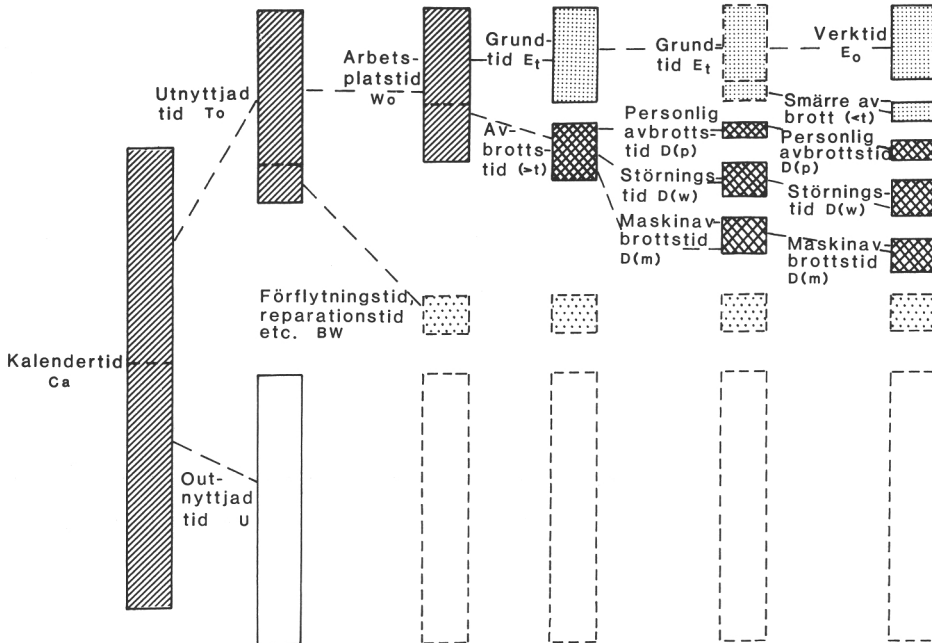 Kalendertid
Ca
Utnyttjad
tid To
Outnyttjad
Out-
nyttjad
tid U
Arbets-
platstid
Wo
Förflytningstid,
reparationstid
etc. BW
Grund-
tid Et
Av-
brotts-
tid (>t)
Grund-
tid Et
Personlig
avbrotts-
tid D(p)
Störnings-
tid D(w)
Maskinav-
brottstid
D(m)
Verktid
Eo
Smärre av-
brott (<t)
Personlig
avbrottstid
D(p)
Störnings-
tid D(w)
Maskinav-
brottstid
D(m)